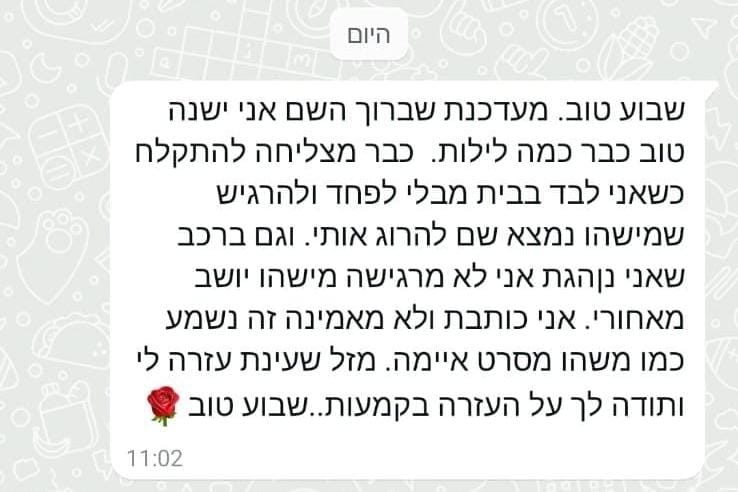 היום
שבוע טוב. מעדכנת שברוך השם אני ישנה
טוב כבר כמה לילות. כבר מצליחה להתקלח
כשאני לבד בבית מבלי לפחד ולהרגיש
שמישהו נמצא שם להרוג אותי. וגם ברכב
שאני נןהגת אני לא מרגישה מישהו יושב
מאחורי. אני כותבת ולא מאמינה זה נשמע
כמו משהו מסרט איימה. מזל שעינת עזרה לי
ותודה לך על העזרה בקמעות..שבוע טוב 🌹
11:02